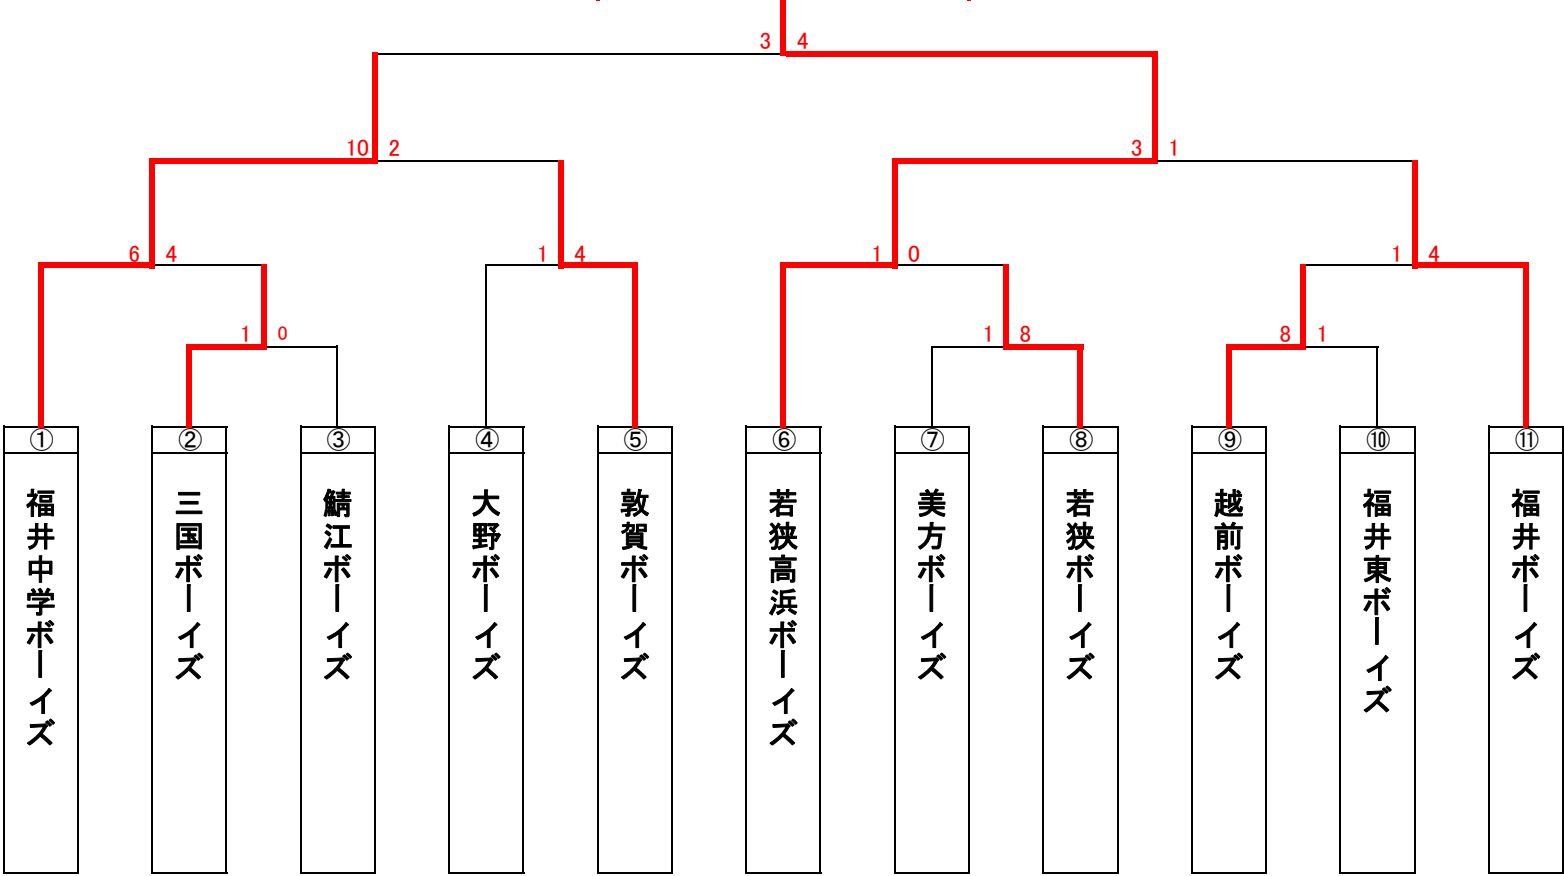 3 4
10 2
3 1
6 4
1 4
1 0
1 4
1 0
1 8
8 1
① ② ③ ④ ⑤ ⑥ ⑦ ⑧ ⑨ ⑩ ⑪
福井中学ボーイズ
三国ボーイズ
鯖江ボーイズ
大野ボーイズ
敦賀ボーイズ
若狭高浜ボーイズ
美方ボーイズ
若狭ボーイズ
越前ボーイズ
福井東ボーイズ
福井ボーイズ